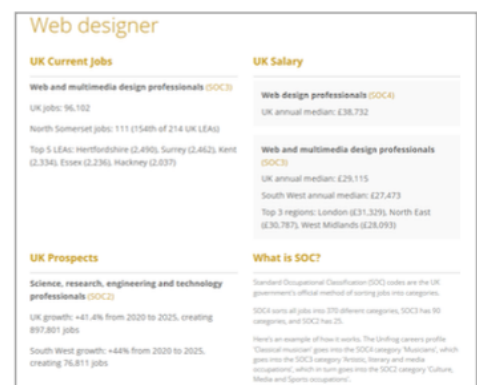 Web designer
UK Current Jobs
Web and multimedia design professionals (SOC3)
UK jobs: 96,102
North Somerset jobs: 111 (154th of 214 UK LEAs)
Top 5 LEAs: Hertfordshire (2,490), Surrey (2,462), Kent
(2,334), Essex (2,236), Hackney (2,037)
UK Salary
Web design professionals (SOC4)
UK annual median: £38,732
Web and multimedia design professionals
(SOC3)
UK annual median: £29,115
South West annual median: £27,473
Top 3 regions: London (£31,329), North East
(£30,787), West Midlands (£28,093)
UK Prospects
Science, research, engineering and technology
professionals (SOC2)
UK growth: +41.4% from 2020 to 2025, creating
897,801 jobs
South West growth: +44% from 2020 to 2025,
creating 76,811 jobs
What is SOC?
Standard Occupational Classification (SOC) codes are the UK
government's official method of sorting jobs into categories.
SOC4 sorts all jobs into 370 different categories, SOC3 has 90
categories, and SOC2 has 25.
Here's an example of how it works. The Unifrog careers profile
'Classical musician' goes into the SOC4 category 'Musicians', which
goes into the SOC3 category 'Artistic, literary and media
occupations', which in turn goes into the SOC2 category 'Culture,
Media and Sports occupations'.